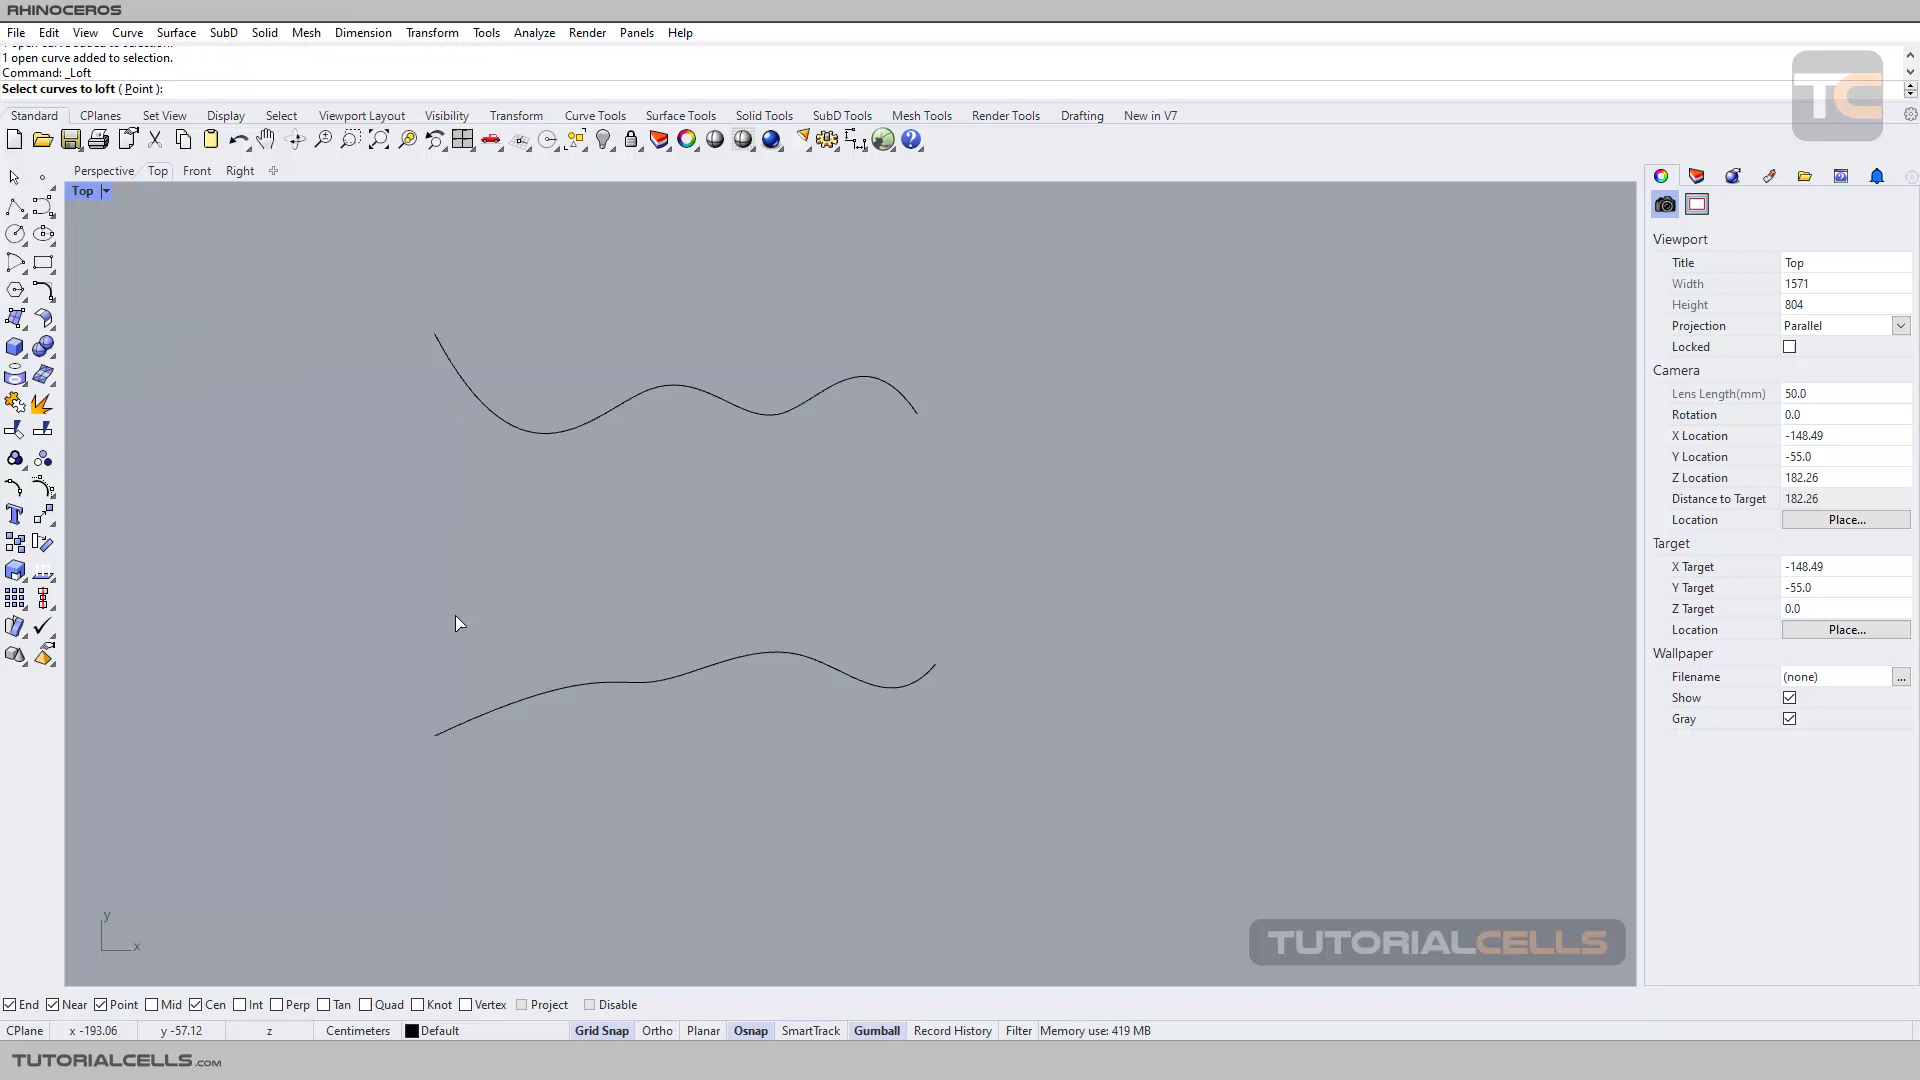 RHINOCEROS
File Edit View Curve Surface SubD Solid Mesh Dimension Transform Tools Analyze Render Panels Help
1 open curve added to selection.
1 open curve added to selection.
Command: _Loft
Select curves to loft ( Point ):
TC
Standard CPlanes Set View Display Select Viewport Layout Visibility Transform Curve Tools Surface Tools Solid Tools SubD Tools Mesh Tools Render Tools Drafting New in V7
Perspective Top Front Right
Top
Viewport
Title Top
Width 1571
Height 804
Projection Parallel
Locked
Camera
Lens Length(mm) 50.0
Rotation 0.0
X Location -148.49
Y Location -55.0
Z Location 182.26
Distance to Target 182.26
Location Place...
Target
X Target -148.49
Y Target -55.0
Z Target 0.0
Location Place...
Wallpaper
Filename (none) ...
Show
Gray
y
x
TUTORIALCELLS
End Near Point Mid Cen Int Perp Tan Quad Knot Vertex Project Disable
CPlane x -193.06 y -57.12 z Centimeters Default Grid Snap Ortho Planar Osnap SmartTrack Gumball Record History Filter Memory use: 419 MB
TUTORIALCELLS.COM